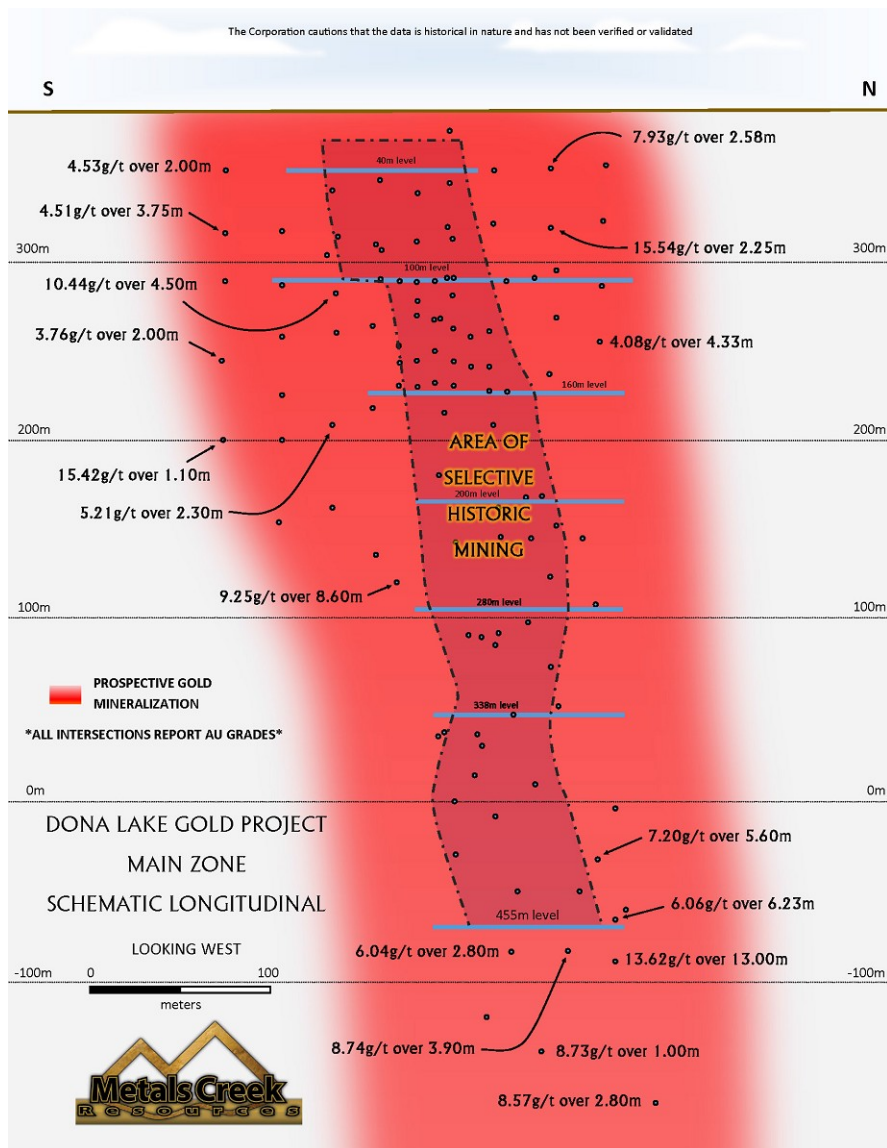 The Corporation cautions that the data is historical in nature and has not been verified or validated
S
N
7.93g/t over 2.58m
40m level
4.53g/t over 2.00m
4.51g/t over 3.75m
15.54g/t over 2.25m
300m
300m
100m level
10.44g/t over 4.50m
3.76g/t over 2.00m
4.08g/t over 4.33m
160m level
200m
200m
AREA OF
SELECTIVE
200m level
HISTORIC
MINING
15.42g/t over 1.10m
5.21g/t over 2.30m
9.25g/t over 8.60m
280m level
100m
100m
PROSPECTIVE GOLD
MINERALIZATION
*ALL INTERSECTIONS REPORT AU GRADES*
338m level
0m
0m
DONA LAKE GOLD PROJECT
MAIN ZONE
SCHEMATIC LONGITUDINAL
LOOKING WEST
7.20g/t over 5.60m
6.06g/t over 6.23m
455m level
6.04g/t over 2.80m
13.62g/t over 13.00m
-100m
-100m
0
100
meters
8.74g/t over 3.90m
8.73g/t over 1.00m
8.57g/t over 2.80m
Metals Creek
Resources